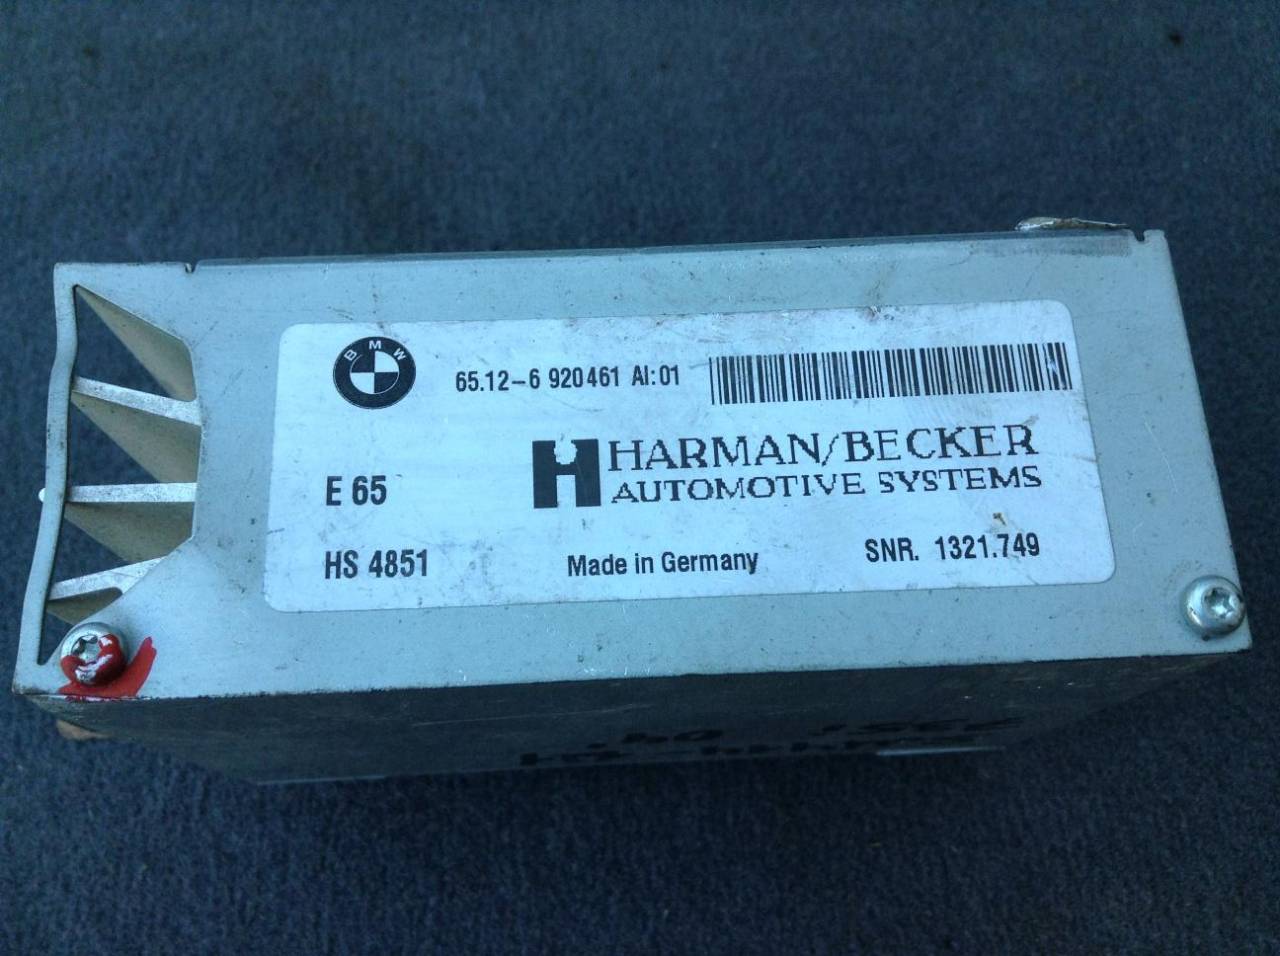 BMW
65.12-6 920461 AI:01
HARMAN/BECKER
AUTOMOTIVE SYSTEMS
E 65
HS 4851
Made in Germany
SNR. 1321.749